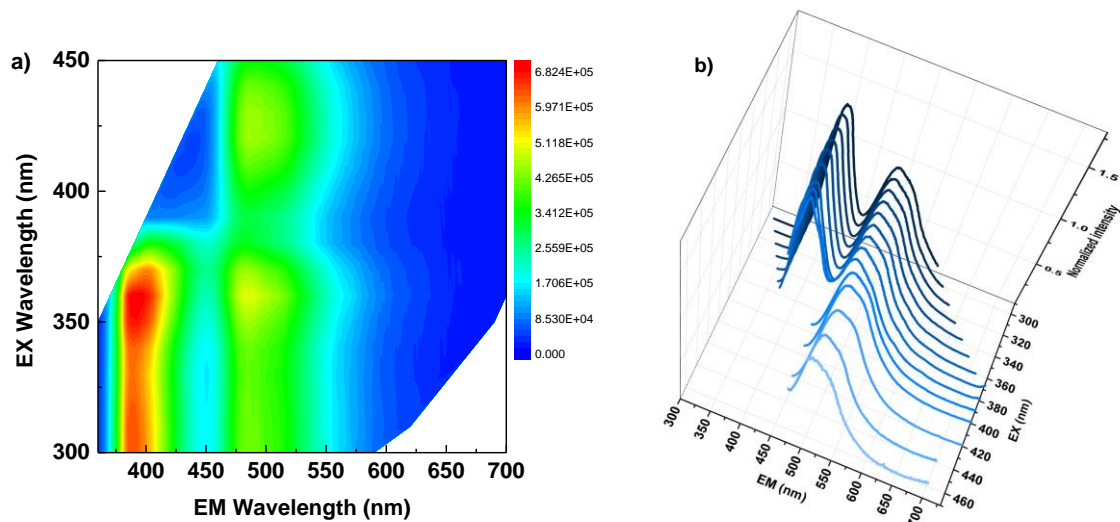 a)
450
400
350
300
EX Wavelength (nm)
400 450 500 550 600 650 700
EM Wavelength (nm)
6.824E+05
5.971E+05
5.118E+05
4.265E+05
3.412E+05
2.559E+05
1.706E+05
8.530E+04
0.000
b)
1.5
1.0
0.5
Normalized intensity
300
320
340
360
380
400
420
440
460
EX (nm)
300
350
400
450
500
550
600
650
700
EM (nm)